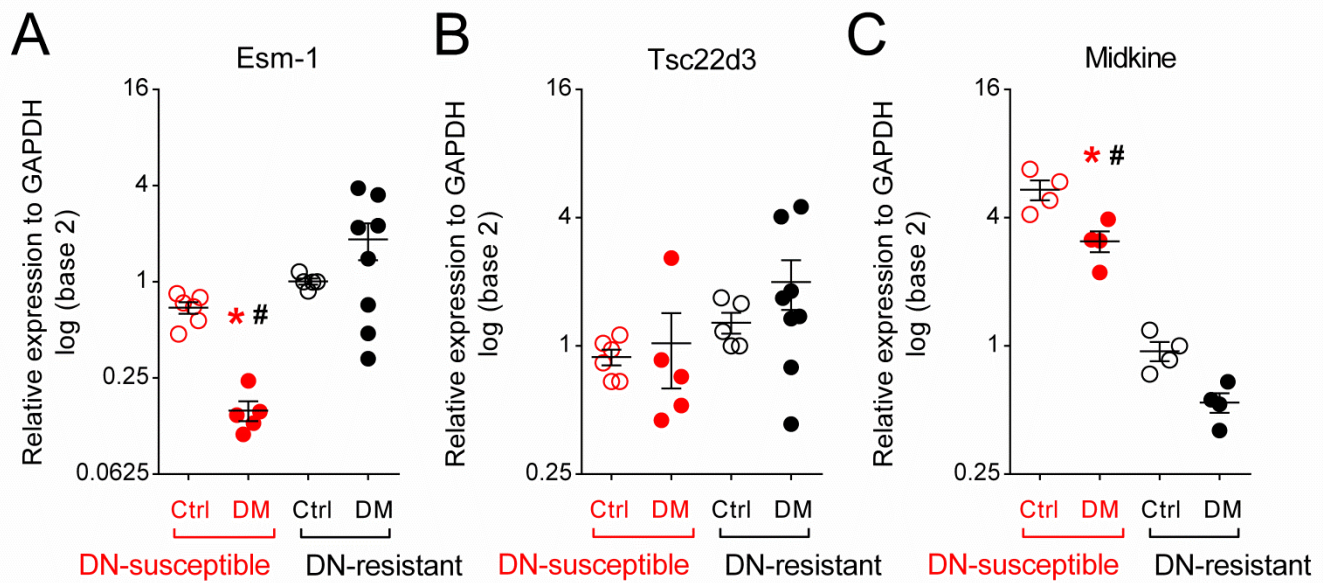 A
Esm-1
Relative expression to GAPDH
log (base 2)
16
4
1
0.25
0.0625
* #
Ctrl DM Ctrl DM
DN-susceptible DN-resistant
B
Tsc22d3
Relative expression to GAPDH
log (base 2)
16
4
1
0.25
Ctrl DM Ctrl DM
DN-susceptible DN-resistant
C
Midkine
Relative expression to GAPDH
log (base 2)
16
4
1
0.25
* #
Ctrl DM Ctrl DM
DN-susceptible DN-resistant